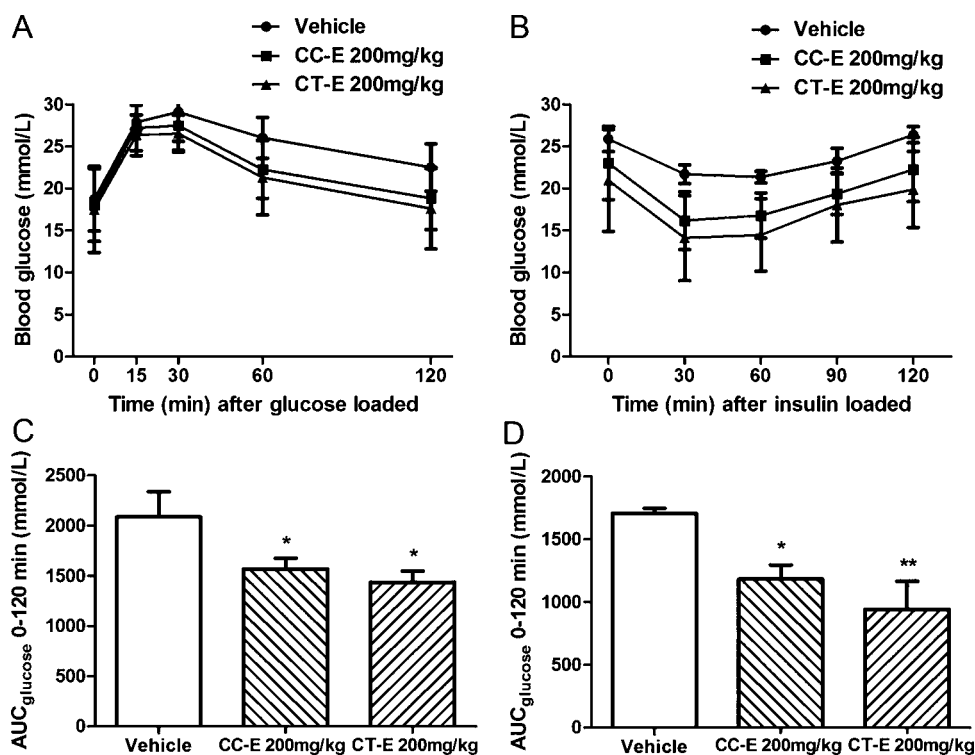 A
Vehicle
CC-E 200mg/kg
CT-E 200mg/kg
Blood glucose (mmol/L)
30
25
20
15
10
5
0
0 15 30 60 120
Time (min) after glucose loaded
B
Vehicle
CC-E 200mg/kg
CT-E 200mg/kg
Blood glucose (mmol/L)
30
25
20
15
10
5
0
0 30 60 90 120
Time (min) after insulin loaded
C
AUCglucose 0-120 min (mmol/L)
2500
2000
1500
1000
500
0
* *
Vehicle CC-E 200mg/kg CT-E 200mg/kg
D
AUCglucose 0-120 min (mmol/L)
2000
1500
1000
500
0
* **
Vehicle CC-E 200mg/kg CT-E 200mg/kg